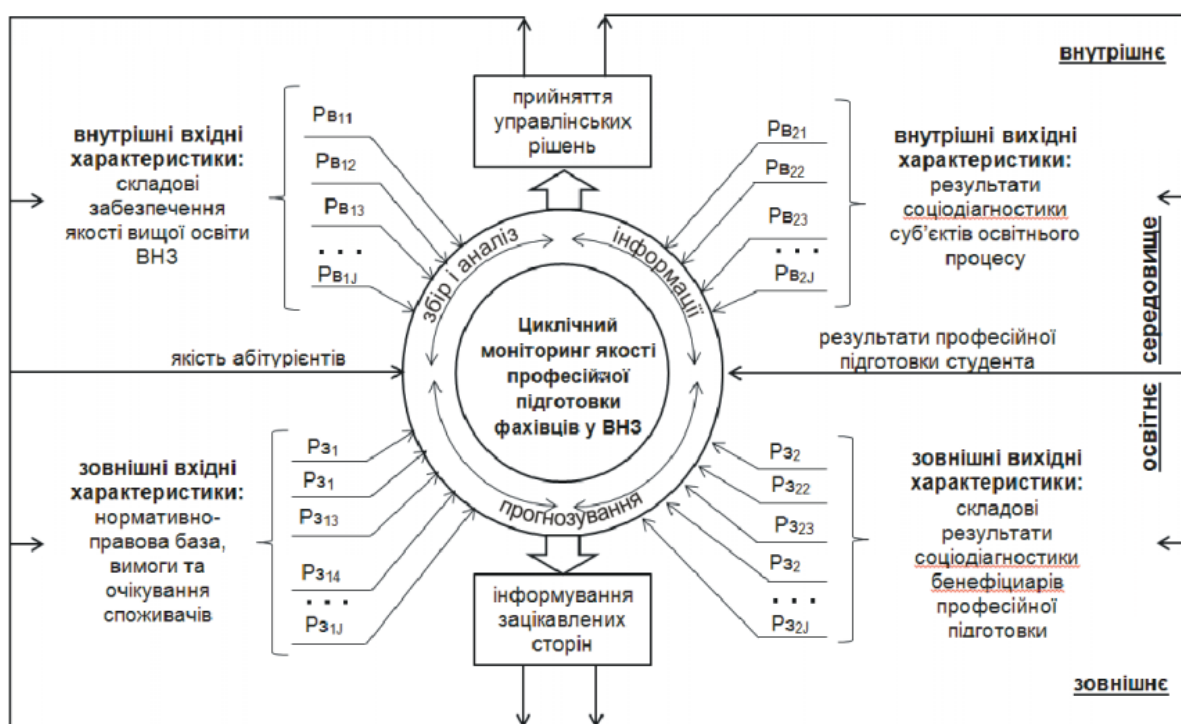 внутрішнє
прийняття
управлінських
рішень
внутрішні вхідні
характеристики:
складові
забезпечення
якості вищої освіти
ВНЗ
Рв11
Рв12
Рв13
. . .
Рв1J
Рв21
Рв22
Рв23
. . .
Рв2J
внутрішні вихідні
характеристики:
результати
соціодіагностики
суб’єктів освітнього
процесу
збір і аналіз
інформації
прогнозування
Циклічний
моніторинг якості
професійної
підготовки
фахівців у ВНЗ
якість абітурієнтів
результати професійної
підготовки студента
освітнє середовище
зовнішні вхідні
характеристики:
нормативно-
правова база,
вимоги та
очікування
споживачів
Рз1
Рз1
Рз13
Рз14
. . .
Рз1J
Рз2
Рз22
Рз23
Рз2
. . .
Рз2J
зовнішні вихідні
характеристики:
складові
результати
соціодіагностики
бенефіциарів
професійної
підготовки
інформування
зацікавлених
сторін
зовнішнє